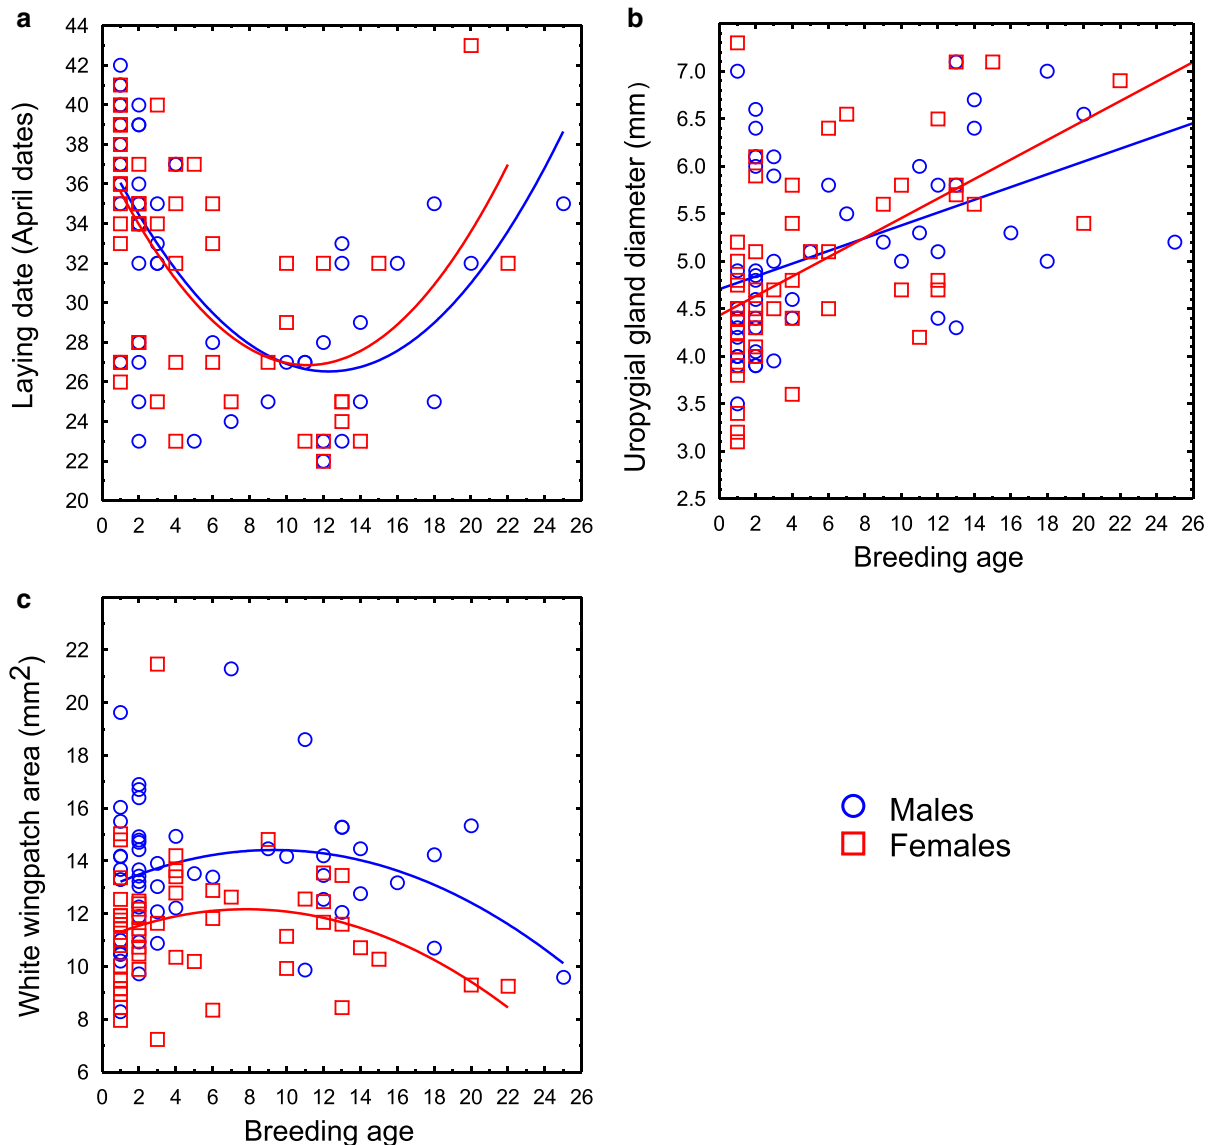 a
44
42
40
38
36
34
32
30
28
26
24
22
20
Laying date (April dates)
0 2 4 6 8 10 12 14 16 18 20 22 24 26
b
7.0
6.5
6.0
5.5
5.0
4.5
4.0
3.5
3.0
2.5
Uropygial gland diameter (mm)
0 2 4 6 8 10 12 14 16 18 20 22 24 26
Breeding age
c
22
20
18
16
14
12
10
8
6
White wingpatch area (mm2)
0 2 4 6 8 10 12 14 16 18 20 22 24 26
Breeding age
Males
Females